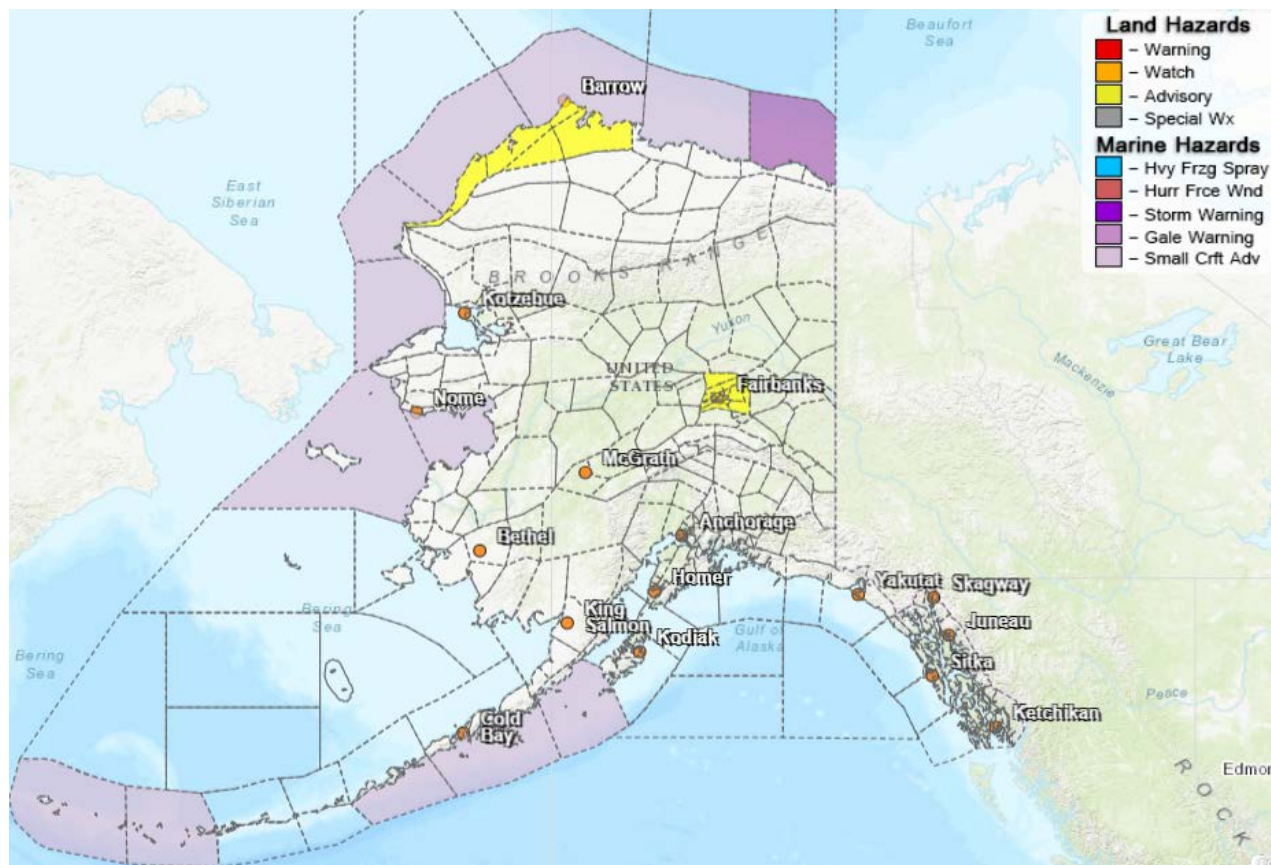 Land Hazards
– Warning
– Watch
– Advisory
– Special Wx
Marine Hazards
– Hvy Frzg Spray
– Hurr Frce Wnd
– Storm Warning
– Gale Warning
– Small Crft Adv
Beaufort
Sea
Barrow
East
Siberian
Sea
BROOKS RANGE
Kotzebue
Yukon
Great Bear
Lake
Mackenzie
UNITED
STATES
Fairbanks
Nome
McGrath
Anchorage
Bethel
Homer
Yakutat
Skagway
King
Salmon
Bering
Sea
Juneau
Kodiak
Gulf of
Alaska
Bering
Sea
Sitka
Peace
Cold
Bay
Ketchikan
ROCK
Edmon